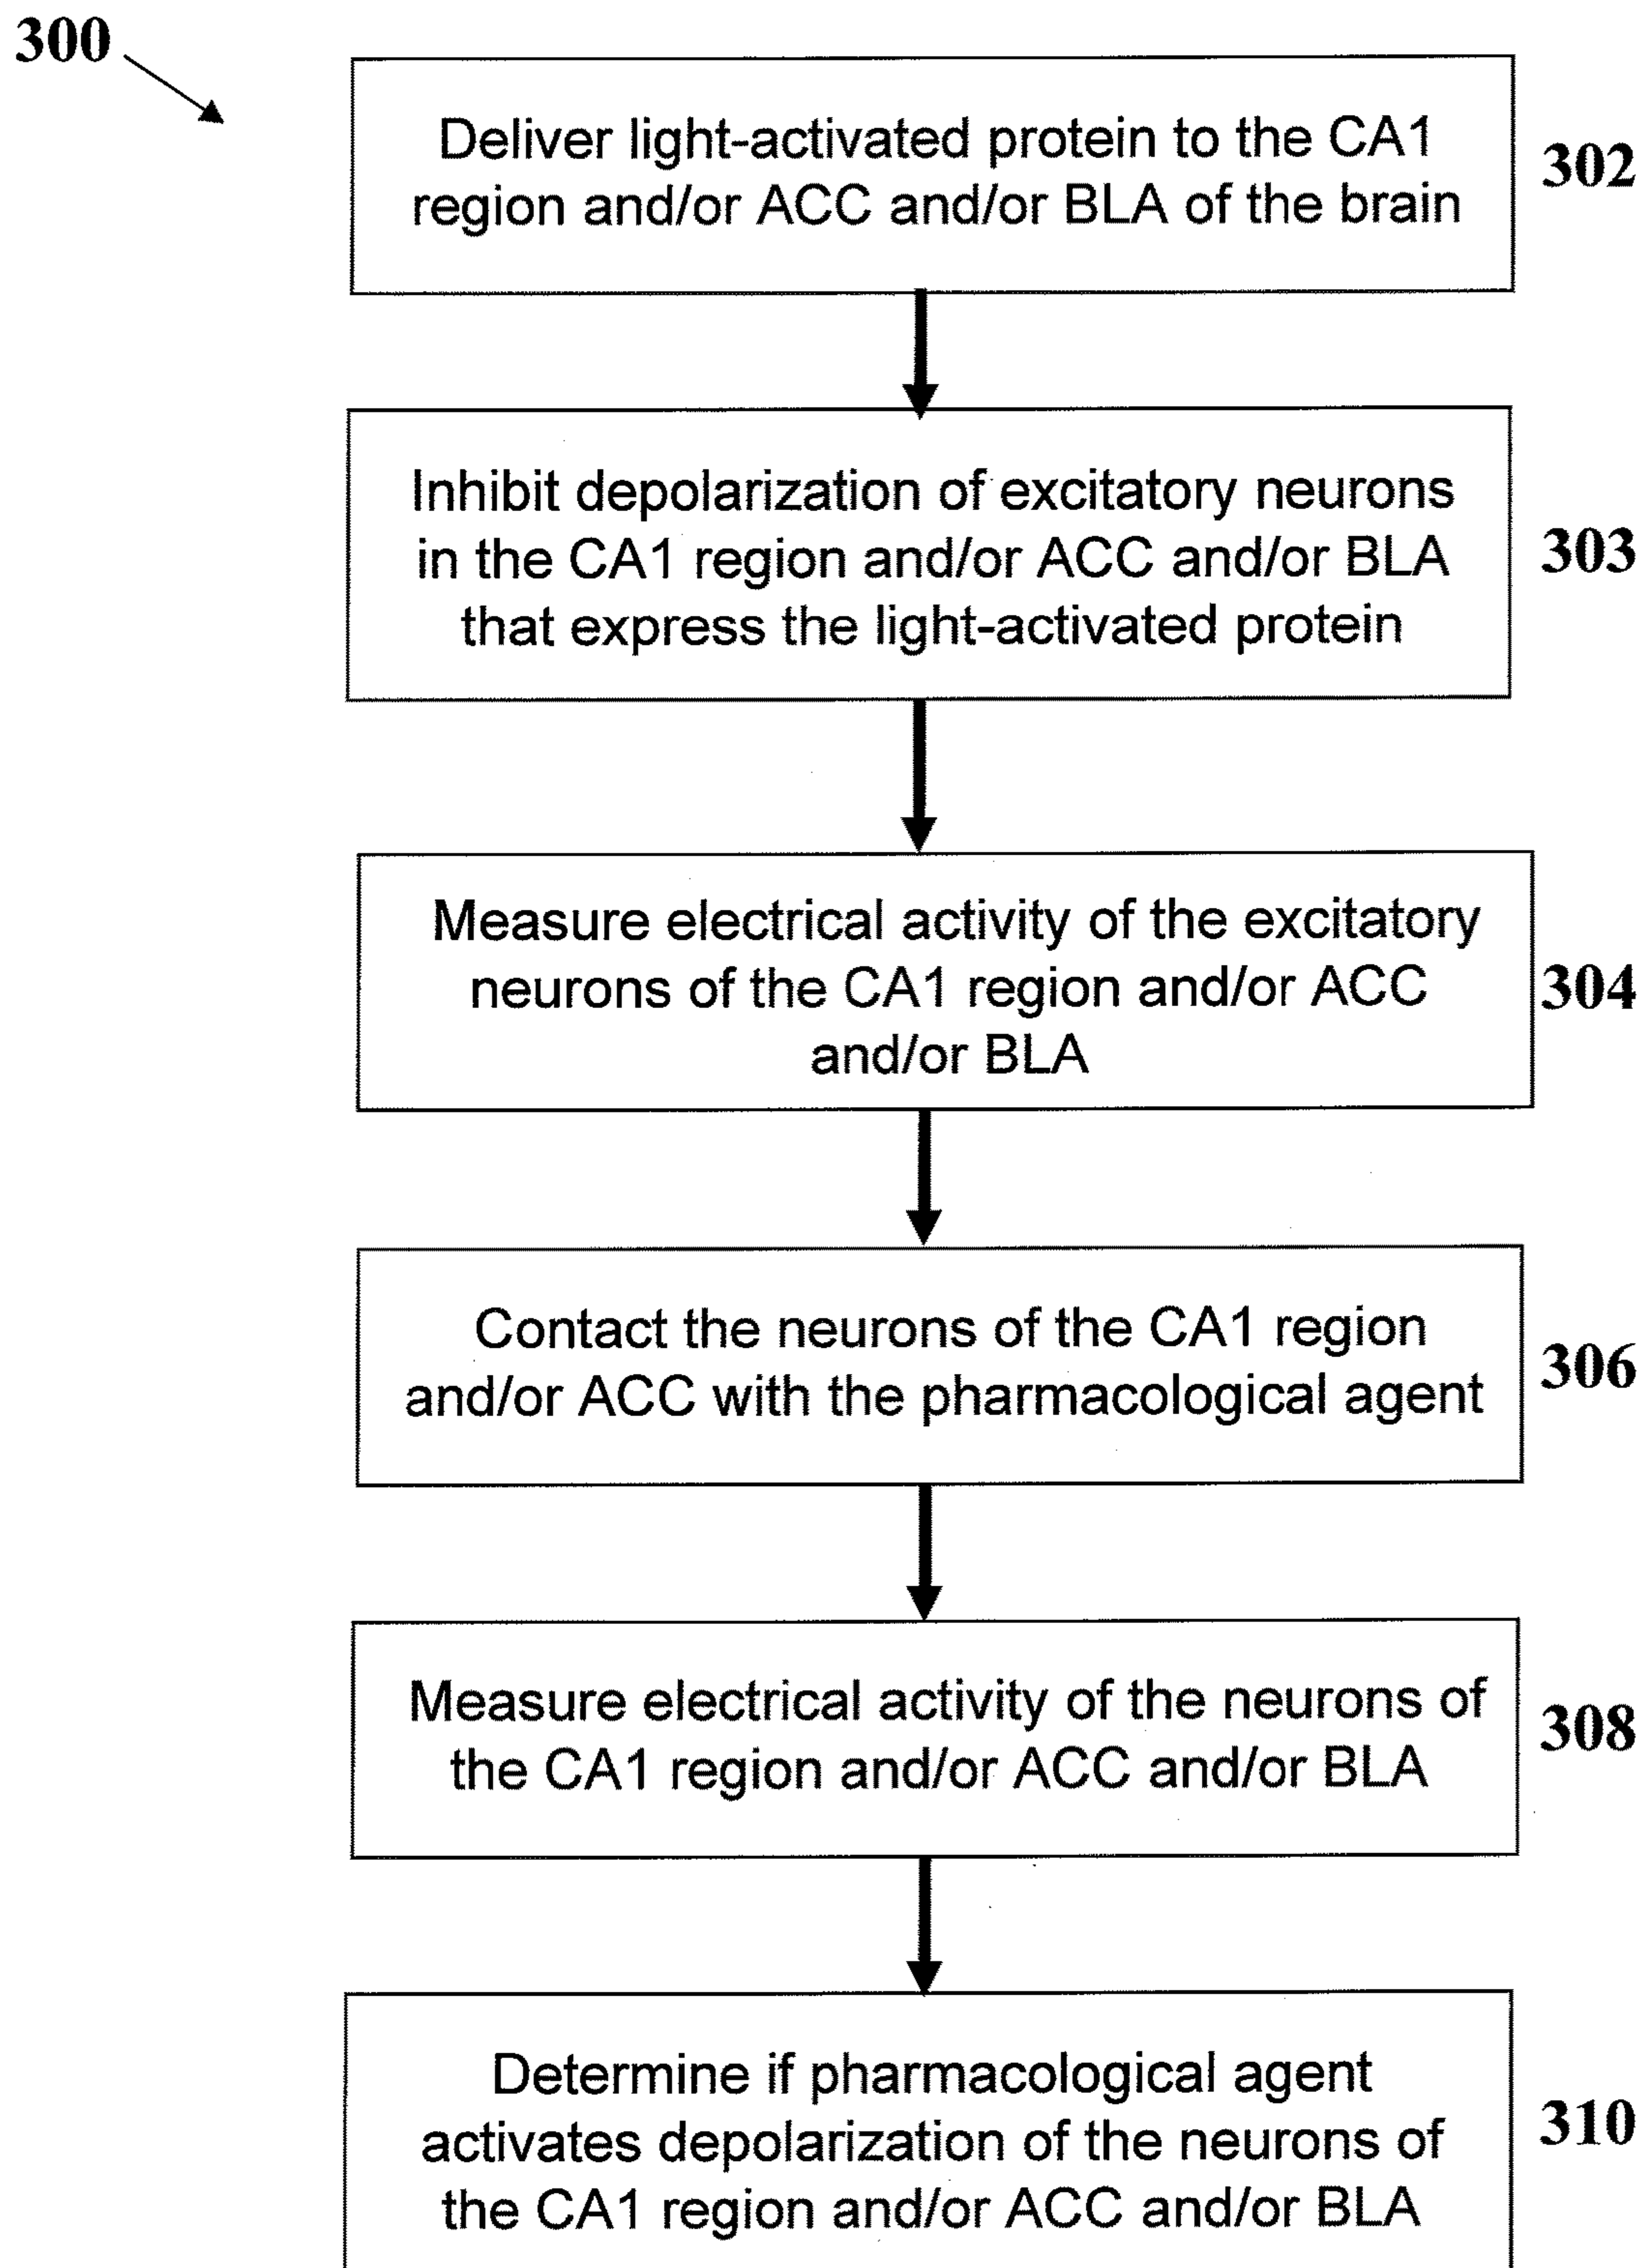 300
Deliver light-activated protein to the CA1
region and/or ACC and/or BLA of the brain
302
Inhibit depolarization of excitatory neurons
in the CA1 region and/or ACC and/or BLA
that express the light-activated protein
303
Measure electrical activity of the excitatory
neurons of the CA1 region and/or ACC
and/or BLA
304
Contact the neurons of the CA1 region
and/or ACC with the pharmacological agent
306
Measure electrical activity of the neurons of
the CA1 region and/or ACC and/or BLA
308
Determine if pharmacological agent
activates depolarization of the neurons of
the CA1 region and/or ACC and/or BLA
310